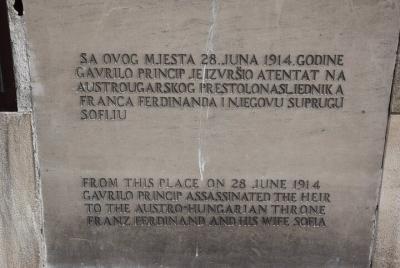 SA OVOG MJESTA 28. JUNA 1914. GODINE
GAVRILO PRINCIP JE IZVRŠIO ATENTAT NA
AUSTROUGARSKOG PRESTOLONASLJEDNIKA
FRANCA FERDINANDA I NJEGOVU SUPRUGU
SOFIJU
FROM THIS PLACE ON 28 JUNE 1914
GAVRILO PRINCIP ASSASSINATED THE HEIR
TO THE AUSTRO-HUNGARIAN THRONE
FRANZ FERDINAND AND HIS WIFE SOFIA